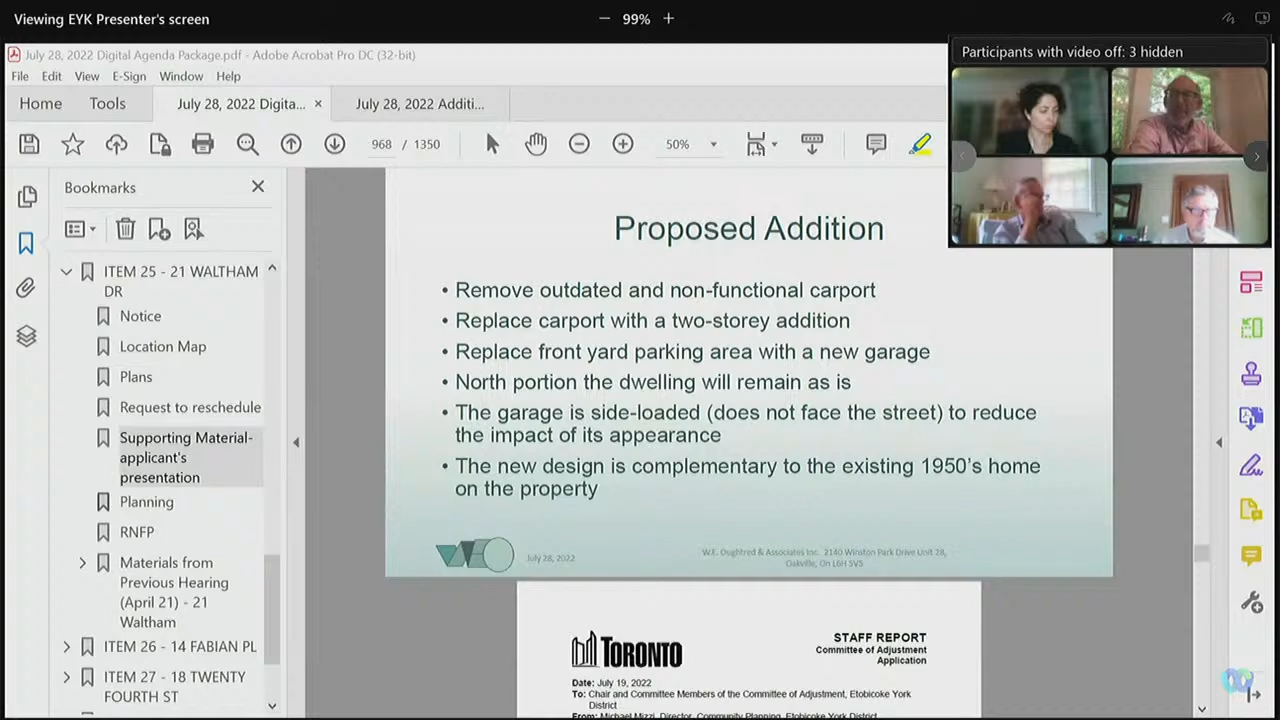 Viewing EYK Presenter's screen
99%
July 28, 2022 Digital Agenda Package.pdf - Adobe Acrobat Pro DC (32-bit)
Participants with video off: 3 hidden
File Edit View E-Sign Window Help
Home Tools July 28, 2022 Digita... × July 28, 2022 Additi...
968 / 1350 50%
Bookmarks
ITEM 25 - 21 WALTHAM
DR
Notice
Location Map
Plans
Request to reschedule
Supporting Material-
applicant's
presentation
Planning
RNFP
Materials from
Previous Hearing
(April 21) - 21
Waltham
ITEM 26 - 14 FABIAN PL
ITEM 27 - 18 TWENTY
FOURTH ST
Proposed Addition
• Remove outdated and non-functional carport
• Replace carport with a two-storey addition
• Replace front yard parking area with a new garage
• North portion the dwelling will remain as is
• The garage is side-loaded (does not face the street) to reduce
the impact of its appearance
• The new design is complementary to the existing 1950's home
on the property
July 28, 2022
W.E. Oughtred & Associates Inc. 2140 Winston Park Drive Unit 28,
Oakville, On L6H 5V5
TORONTO
STAFF REPORT
Committee of Adjustment
Application
Date: July 19, 2022
To: Chair and Committee Members of the Committee of Adjustment, Etobicoke York
District
From: Michael Mizzi, Director, Community Planning, Etobicoke York